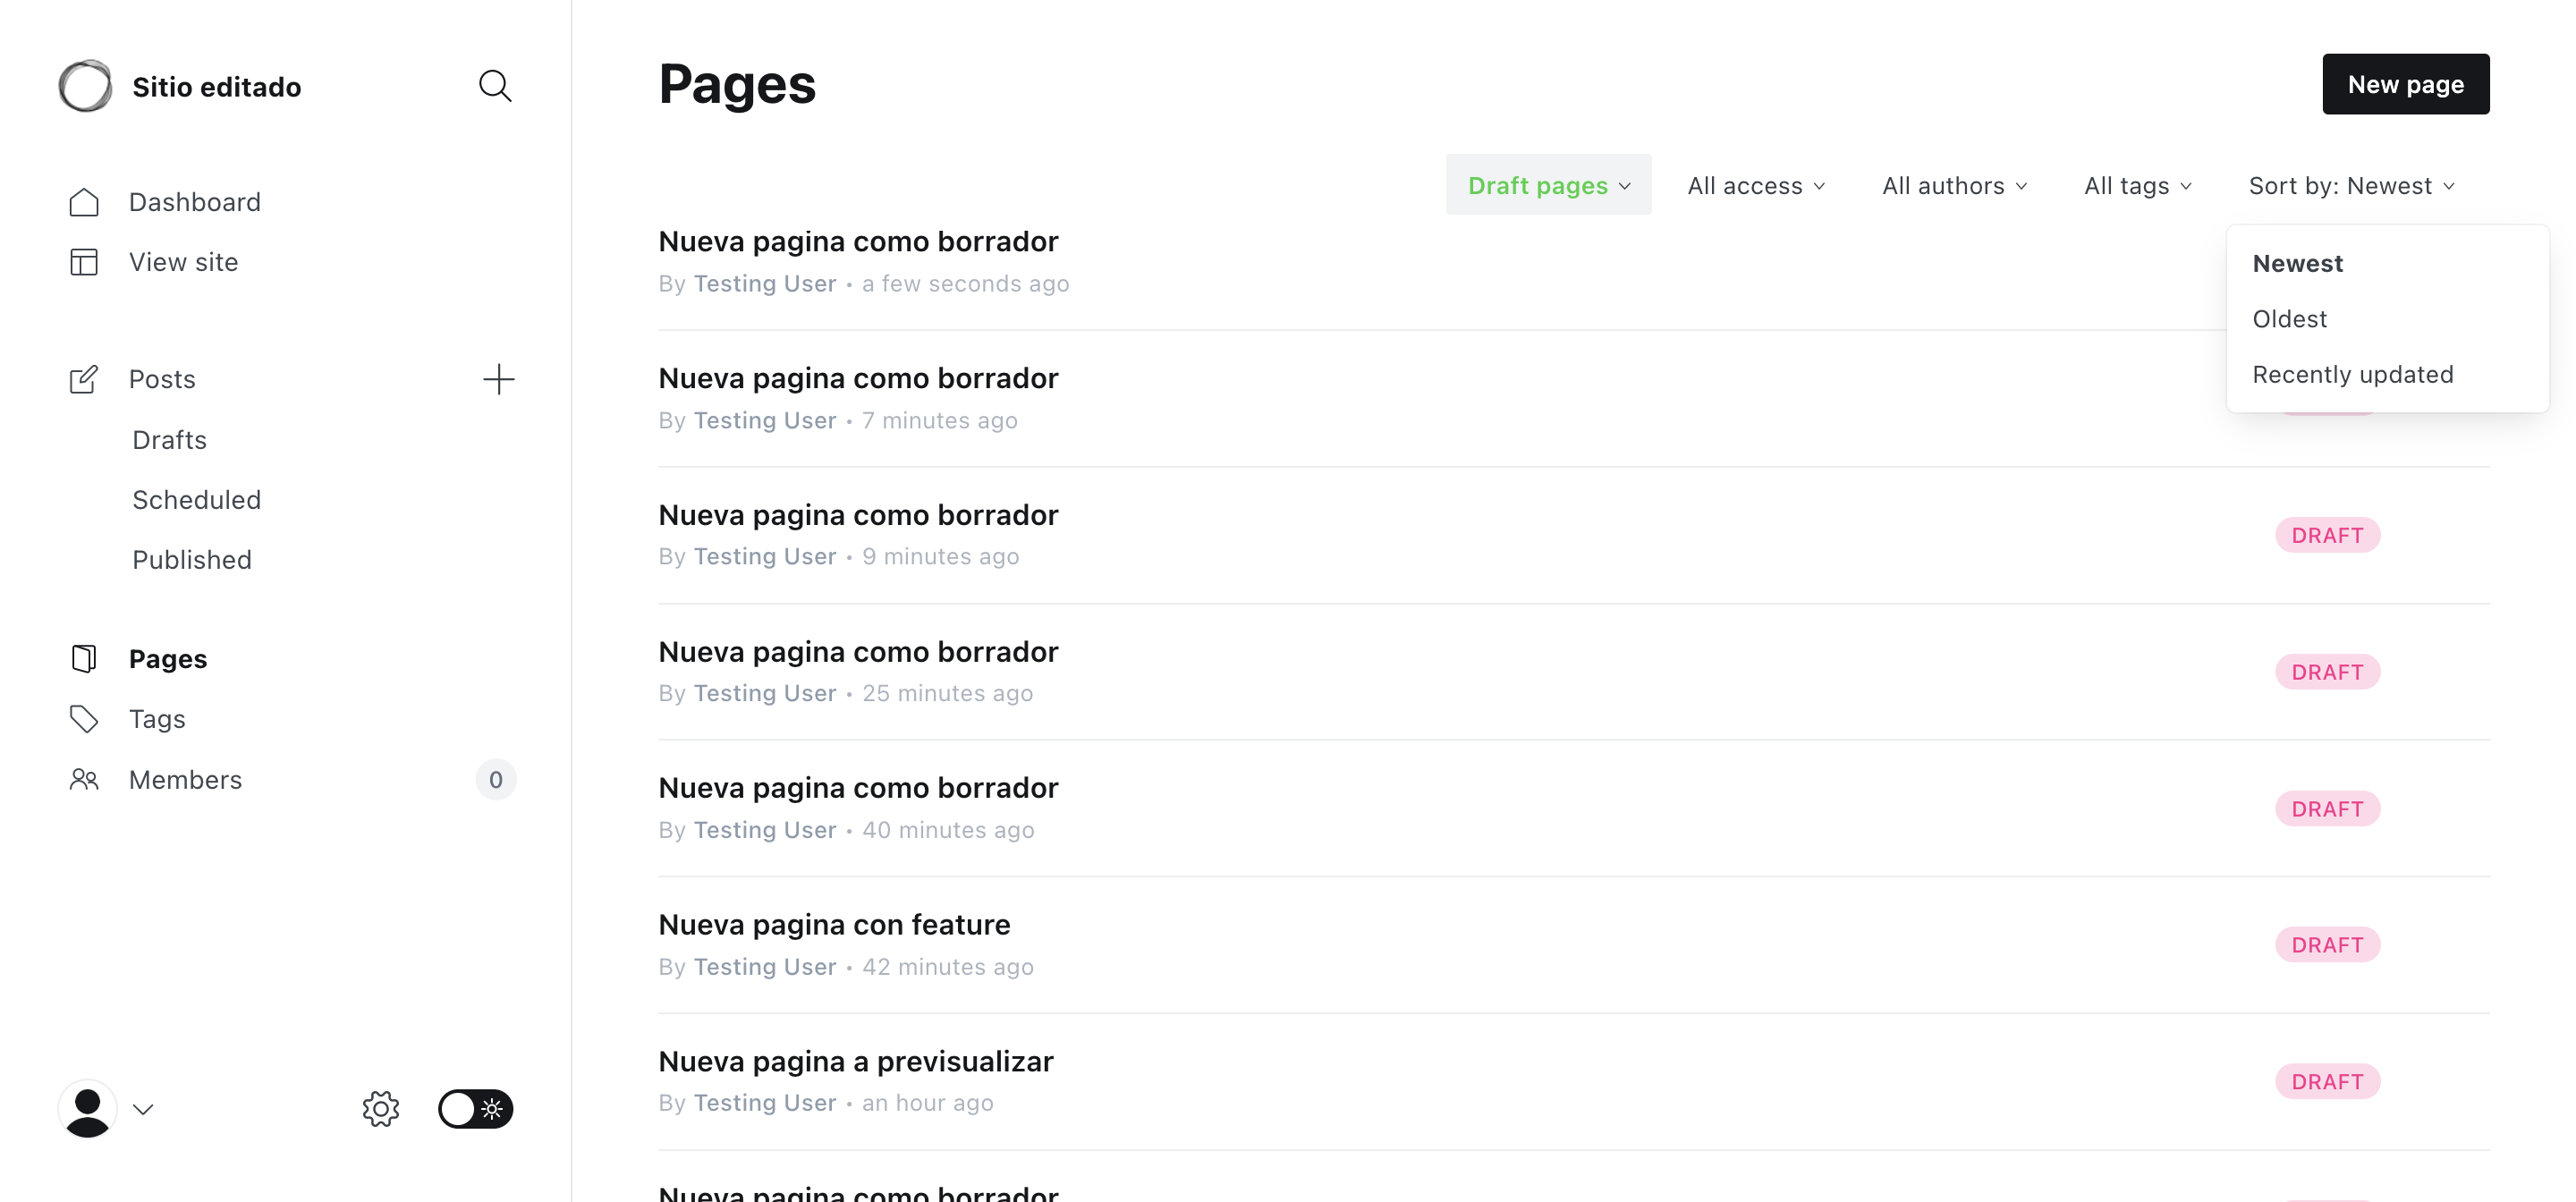 Sitio editado
Dashboard
View site
Posts
Drafts
Scheduled
Published
Pages
Tags
Members
0
Pages
New page
Draft pages
All access
All authors
All tags
Sort by: Newest
Newest
Oldest
Recently updated
Nueva pagina como borrador
By Testing User • a few seconds ago
Nueva pagina como borrador
By Testing User • 7 minutes ago
Nueva pagina como borrador
By Testing User • 9 minutes ago
DRAFT
Nueva pagina como borrador
By Testing User • 25 minutes ago
DRAFT
Nueva pagina como borrador
By Testing User • 40 minutes ago
DRAFT
Nueva pagina con feature
By Testing User • 42 minutes ago
DRAFT
Nueva pagina a previsualizar
By Testing User • an hour ago
DRAFT
Nueva pagina como borrador